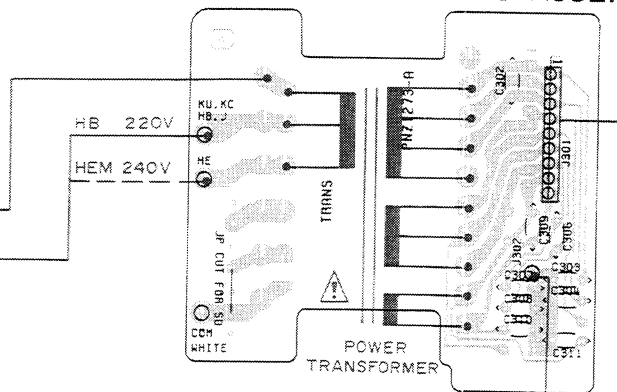 KU.KC
HB.J
HB 220V
HE
HEM 240V
TRANS
PNZ1273-A
C302
J301
C309
C306
J302
C303
C304
C311
JP CUT FOR SD
COM
WHITE
POWER
TRANSFORMER